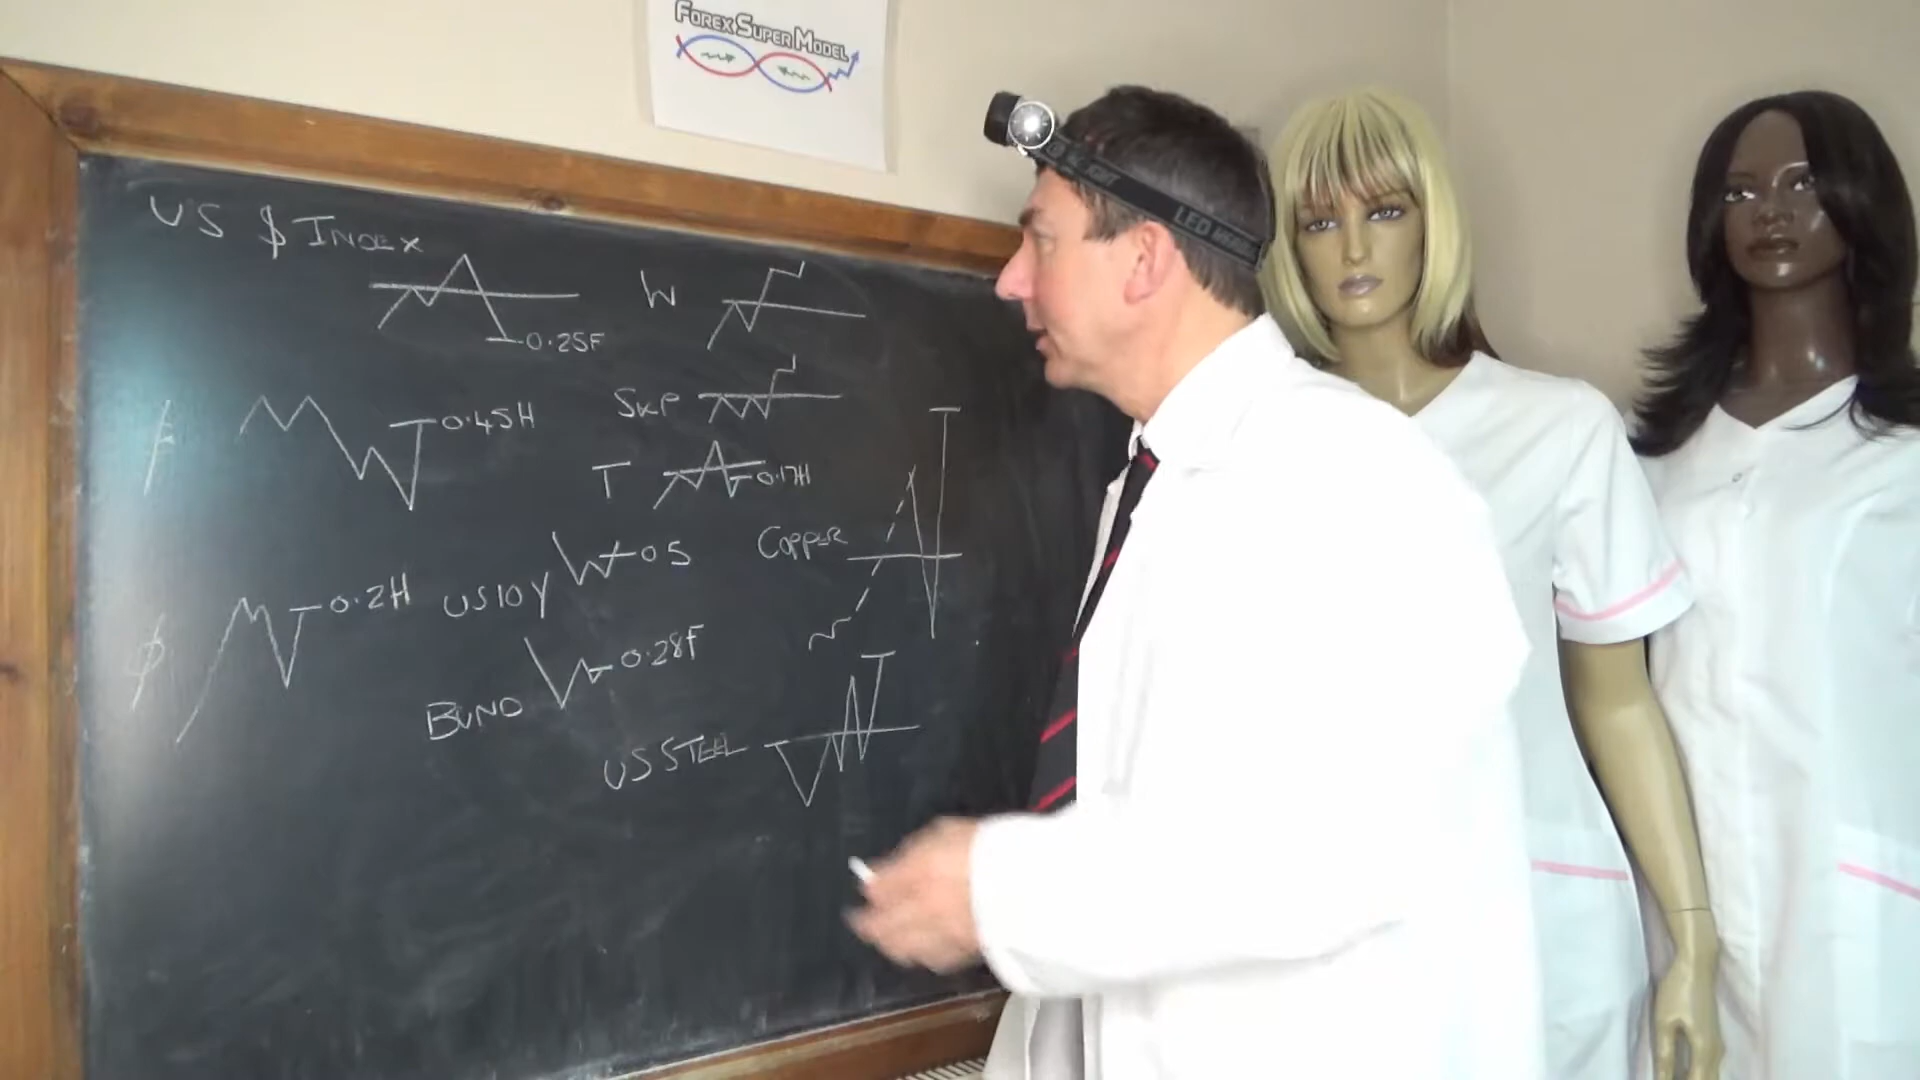 FOREX SUPER MODEL
LED
US $ INDEX
0.25F
W
0.45H
S&P
T
0.17H
COPPER
US10Y
0.5
0.2H
BUND
0.28F
US STEEL